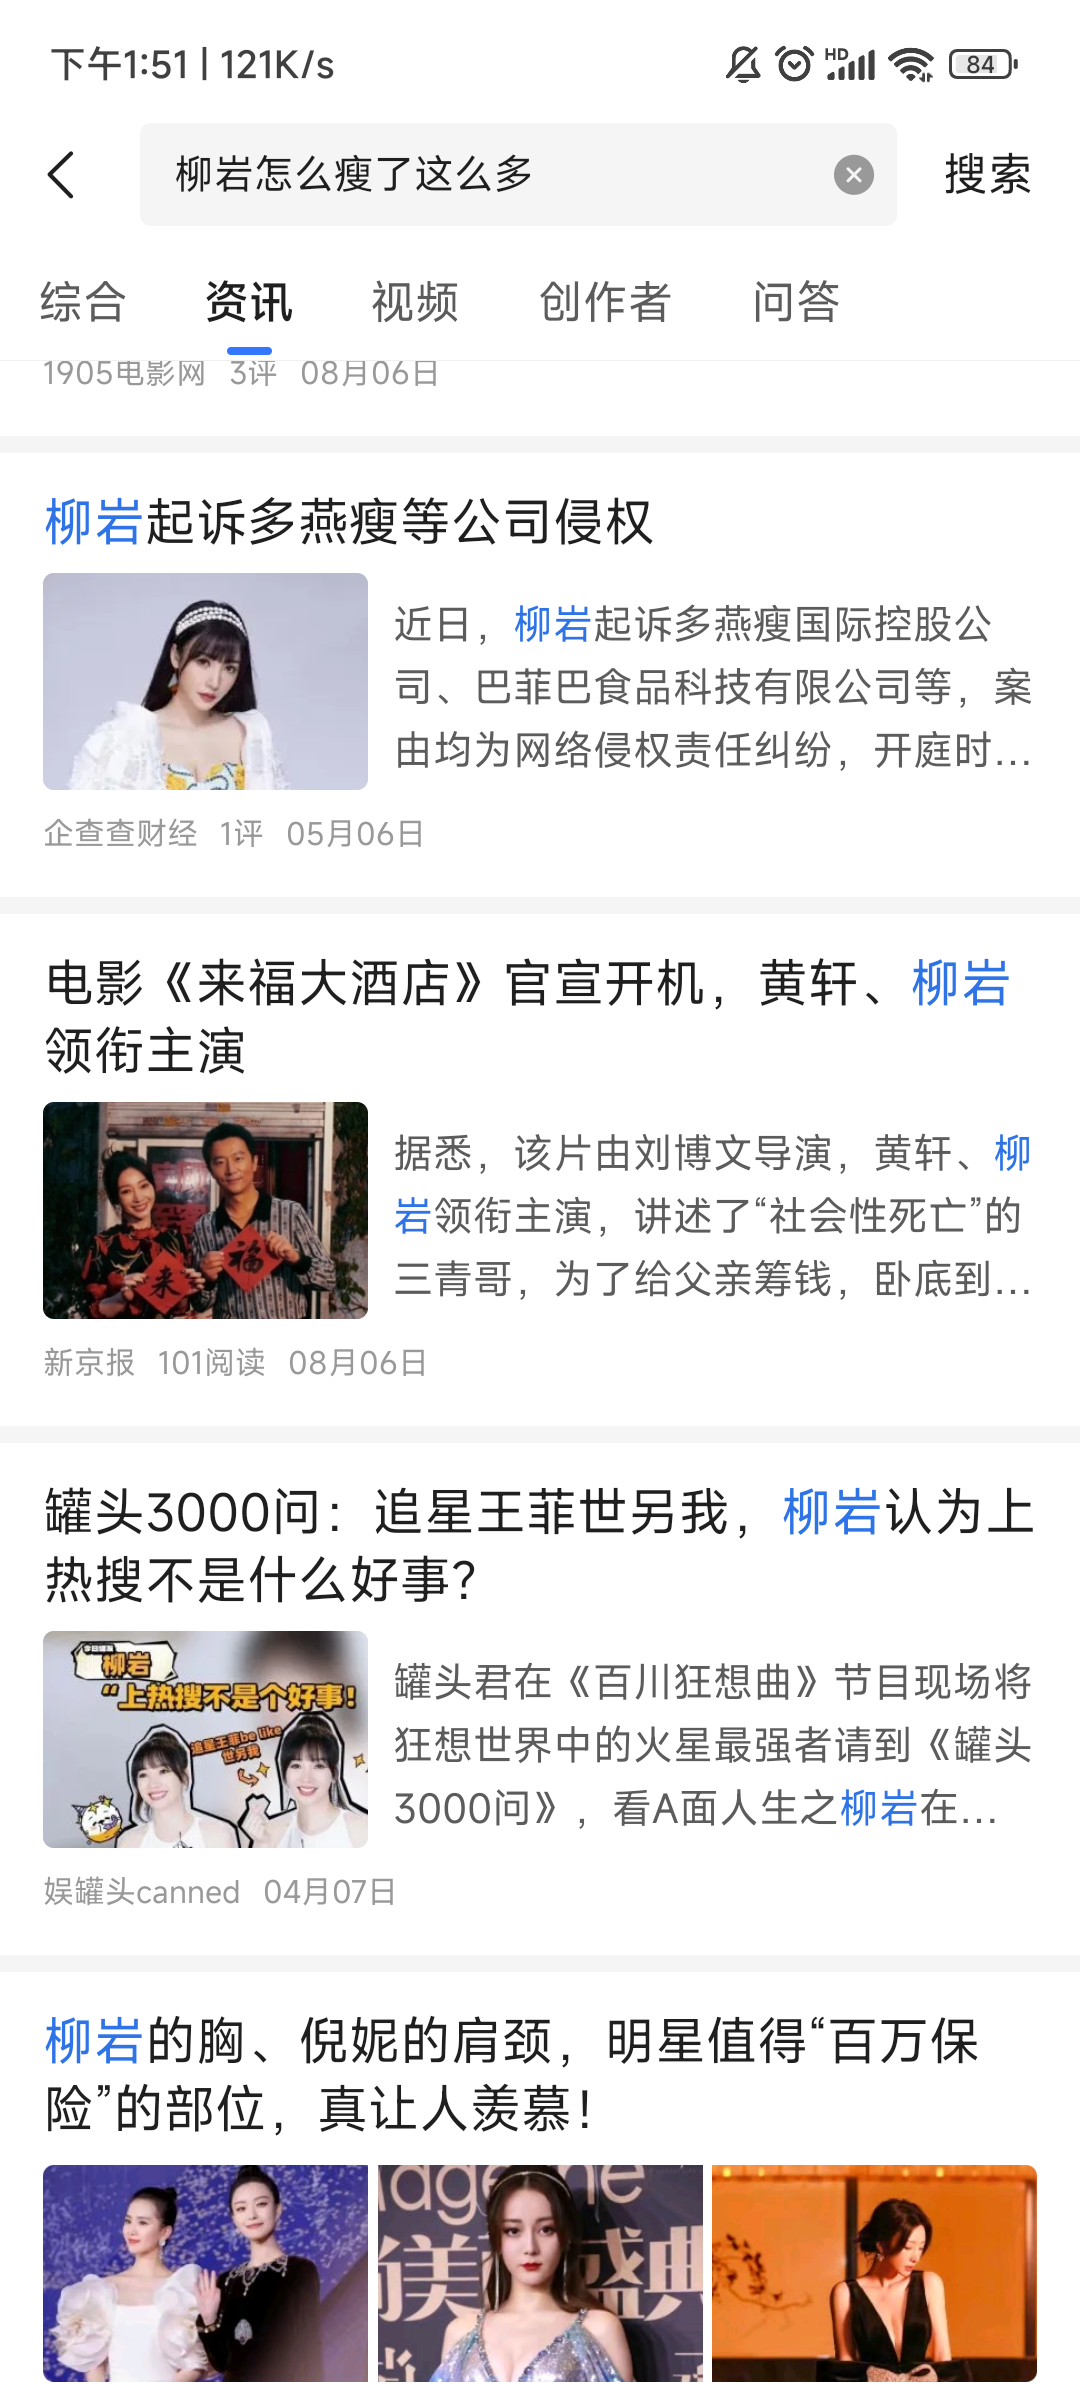 下午1:51 | 121K/s
HD
84
柳岩怎么瘦了这么多
搜索
综合 资讯 视频 创作者 问答
1905电影网 3评 08月06日
柳岩起诉多燕瘦等公司侵权
近日，柳岩起诉多燕瘦国际控股公
司、巴菲巴食品科技有限公司等，案
由均为网络侵权责任纠纷，开庭时...
企查查财经 1评 05月06日
电影《来福大酒店》官宣开机，黄轩、柳岩
领衔主演
来
福
据悉，该片由刘博文导演，黄轩、柳
岩领衔主演，讲述了“社会性死亡”的
三青哥，为了给父亲筹钱，卧底到...
新京报 101阅读 08月06日
罐头3000问：追星王菲世另我，柳岩认为上
热搜不是什么好事？
柳岩
“上热搜不是个好事！
追星王菲be like
世另我
罐头君在《百川狂想曲》节目现场将
狂想世界中的火星最强者请到《罐头
3000问》，看A面人生之柳岩在...
娱罐头canned 04月07日
柳岩的胸、倪妮的肩颈，明星值得“百万保
险”的部位，真让人羡慕！
美
盛典